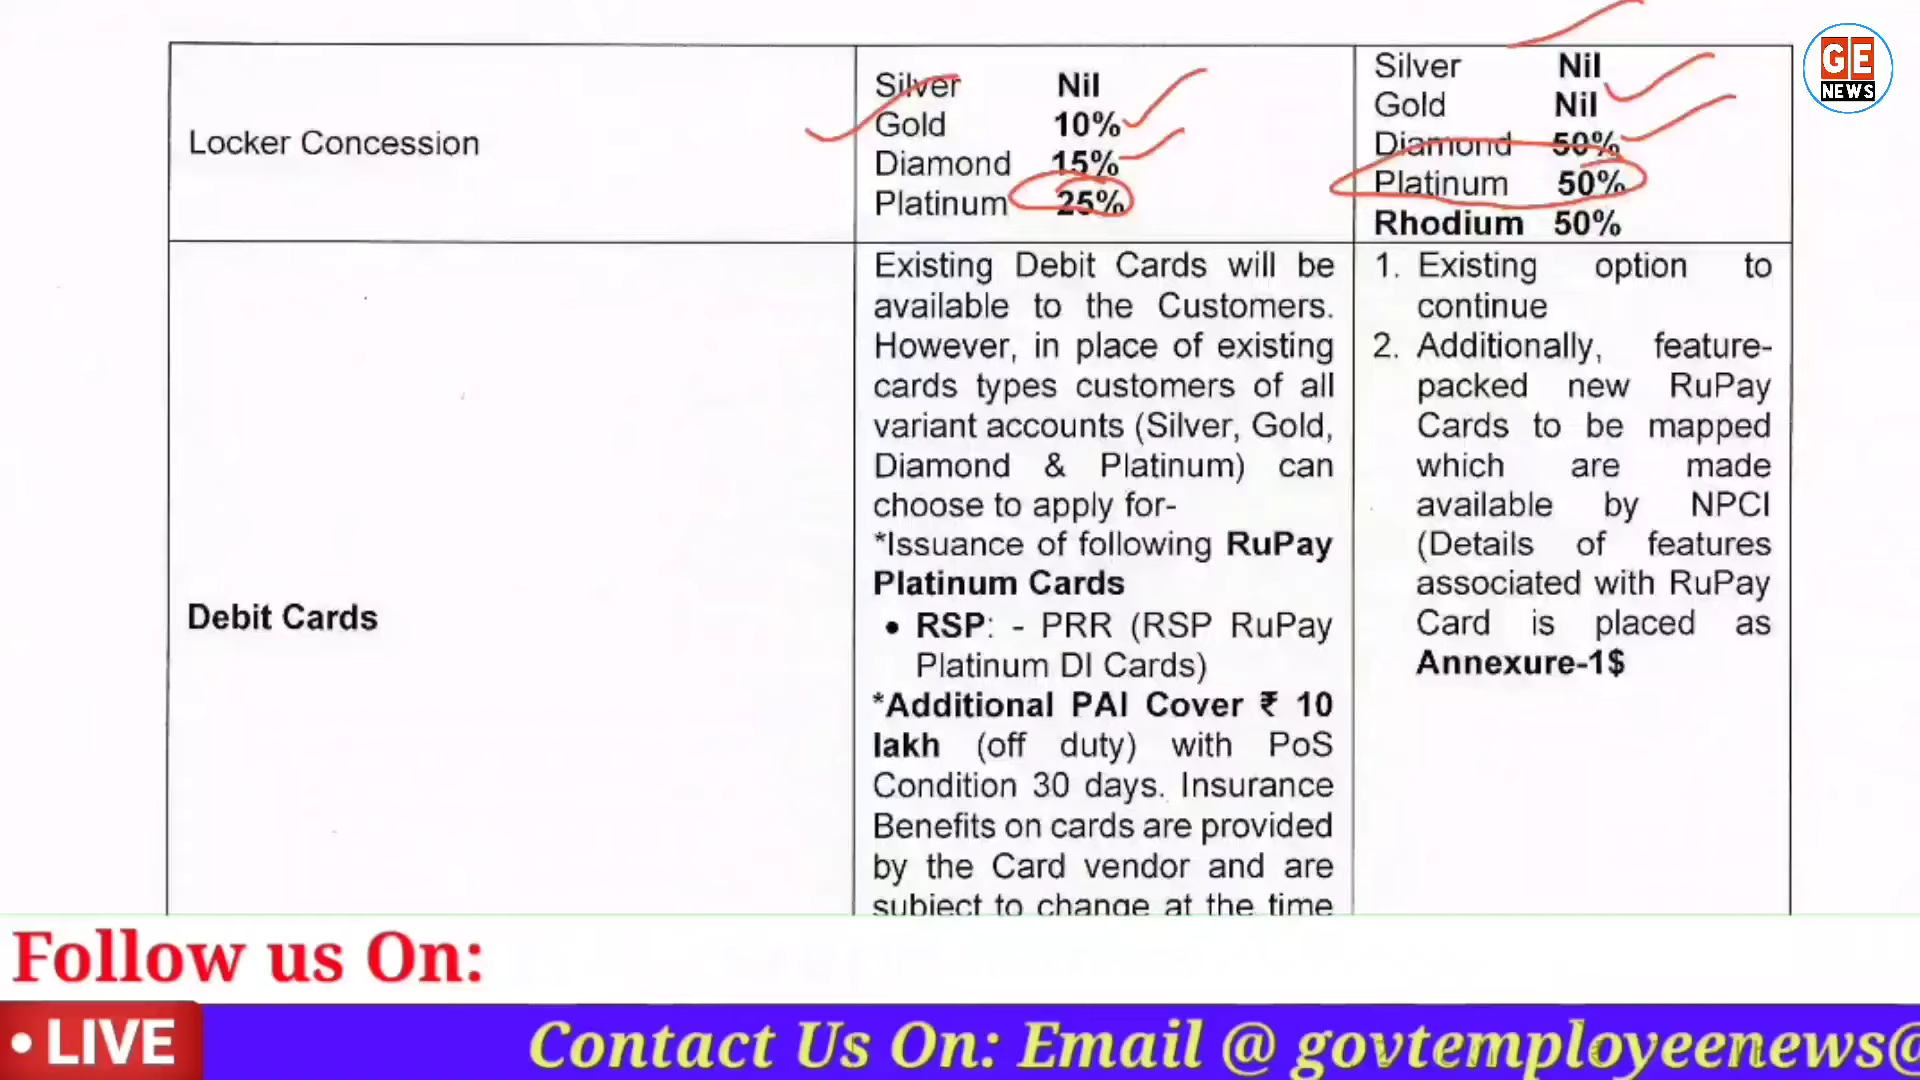 GE
NEWS
Locker Concession
Silver Nil
Gold 10%
Diamond 15%
Platinum 25%
Silver Nil
Gold Nil
Diamond 50%
Platinum 50%
Rhodium 50%
Debit Cards
Existing Debit Cards will be
available to the Customers.
However, in place of existing
cards types customers of all
variant accounts (Silver, Gold,
Diamond & Platinum) can
choose to apply for-
*Issuance of following RuPay
Platinum Cards
• RSP: - PRR (RSP RuPay
Platinum DI Cards)
*Additional PAI Cover ₹ 10
lakh (off duty) with PoS
Condition 30 days. Insurance
Benefits on cards are provided
by the Card vendor and are
subject to change at the time
1. Existing option to
continue
2. Additionally, feature-
packed new RuPay
Cards to be mapped
which are made
available by NPCI
(Details of features
associated with RuPay
Card is placed as
Annexure-1$
Follow us On:
• LIVE
Contact Us On: Email @ govtemployeenews@